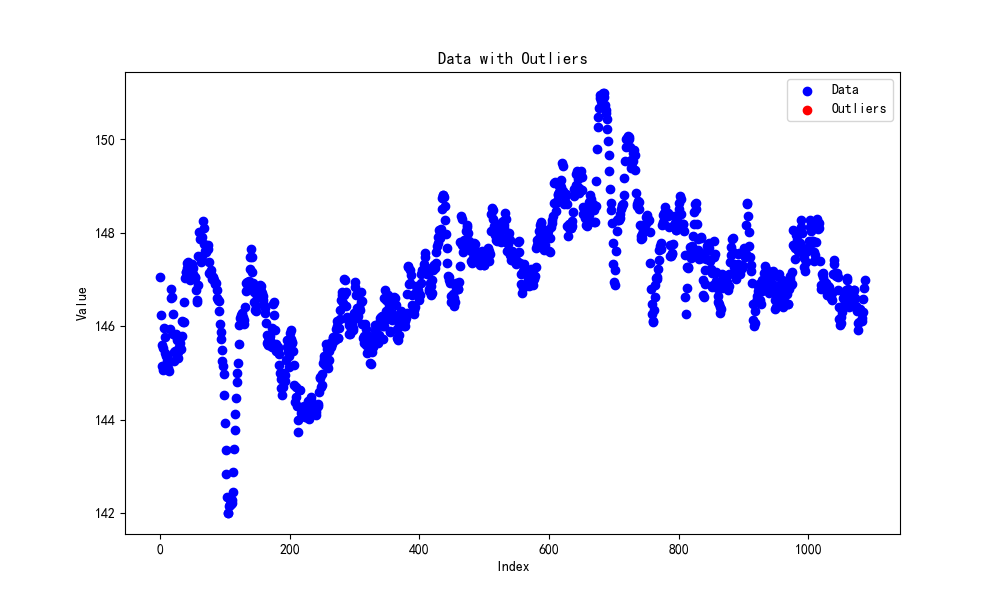 Data with Outliers
Data
Outliers
Value
150
148
146
144
142
0 200 400 600 800 1000
Index